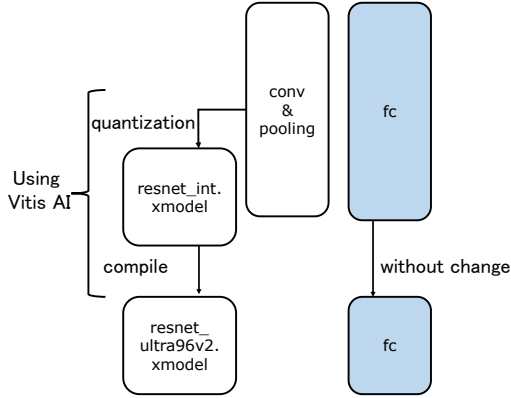 conv
&
pooling
fc
quantization
Using
Vitis AI
resnet_int.
xmodel
compile
without change
resnet_
ultra96v2.
xmodel
fc